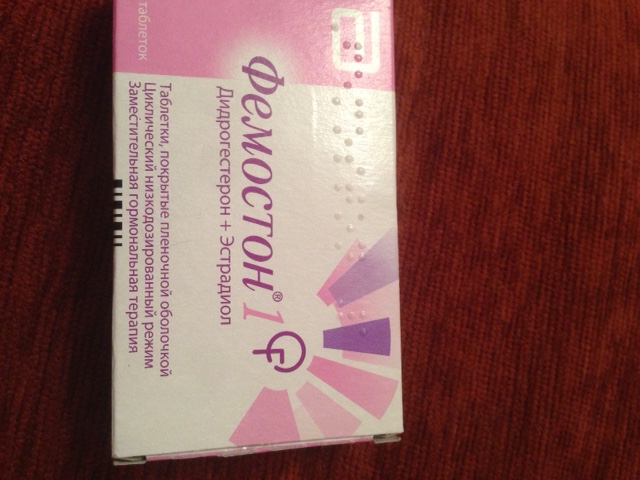 таблеток
Фемостон® 1
Дидрогестерон + Эстрадиол
Таблетки, покрытые пленочной оболочкой
Циклический низкодозированный режим
Заместительная гормональная терапия